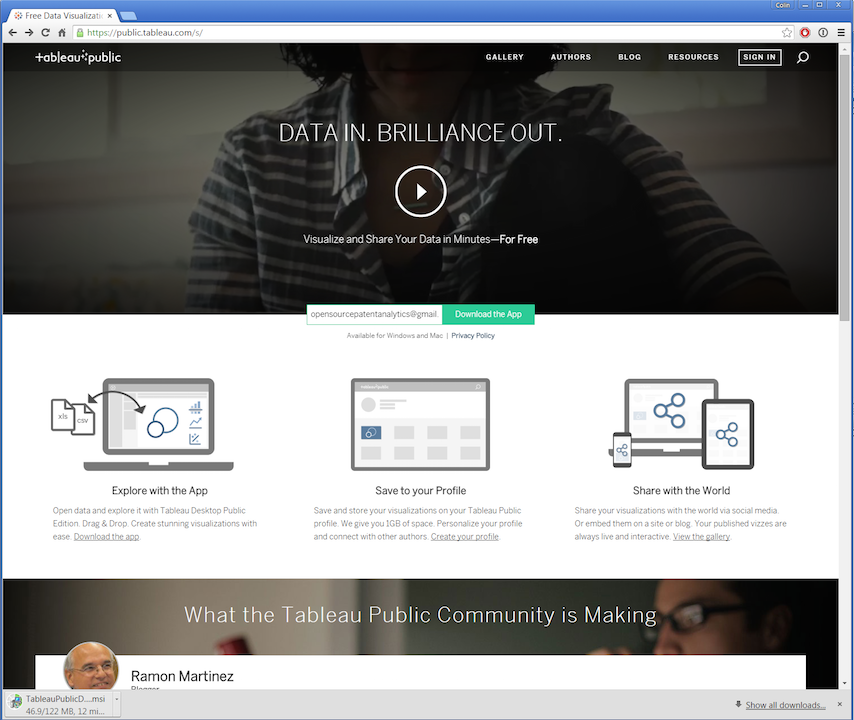 Colin
Free Data Visualizati
https://public.tableau.com/s/
+ableau public
GALLERY
AUTHORS
BLOG
RESOURCES
SIGN IN
DATA IN. BRILLIANCE OUT.
Visualize and Share Your Data in Minutes—For Free
opensourcepatentanalytics@gmail.
Download the App
Available for Windows and Mac | Privacy Policy
xls
csv
+ableau public
Explore with the App
Open data and explore it with Tableau Desktop Public
Edition. Drag & Drop. Create stunning visualizations with
ease. Download the app.
Save to your Profile
Save and store your visualizations on your Tableau Public
profile. We give you 1GB of space. Personalize your profile
and connect with other authors. Create your profile.
Share with the World
Share your visualizations with the world via social media.
Or embed them on a site or blog. Your published vizzes are
always live and interactive. View the gallery.
What the Tableau Public Community is Making
Ramon Martinez
Blogger
TableauPublicD....msi
46.9/122 MB, 12 mi...
Show all downloads...